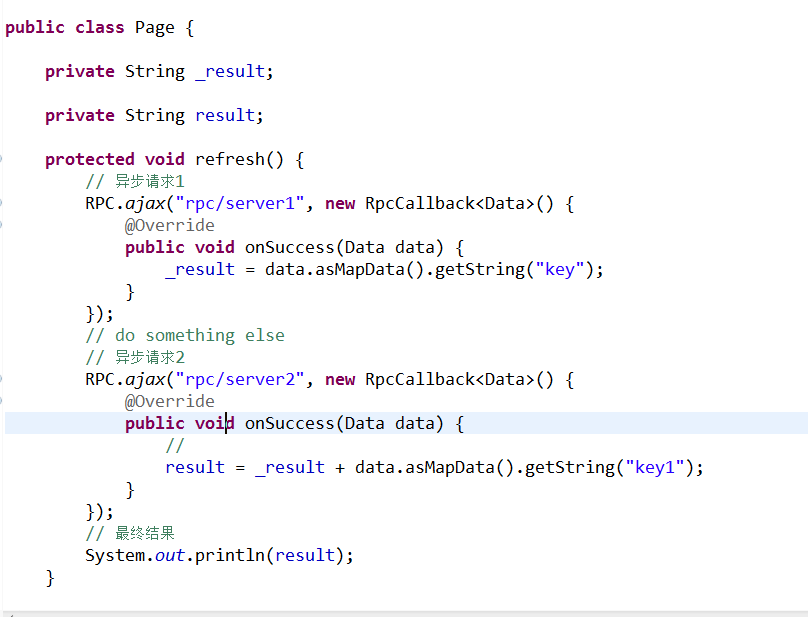 public class Page {
private String _result;
private String result;
protected void refresh() {
// 异步请求1
RPC.ajax("rpc/server1", new RpcCallback<Data>() {
@Override
public void onSuccess(Data data) {
_result = data.asMapData().getString("key");
}
});
// do something else
// 异步请求2
RPC.ajax("rpc/server2", new RpcCallback<Data>() {
@Override
public void onSuccess(Data data) {
//
result = _result + data.asMapData().getString("key1");
}
});
// 最终结果
System.out.println(result);
}